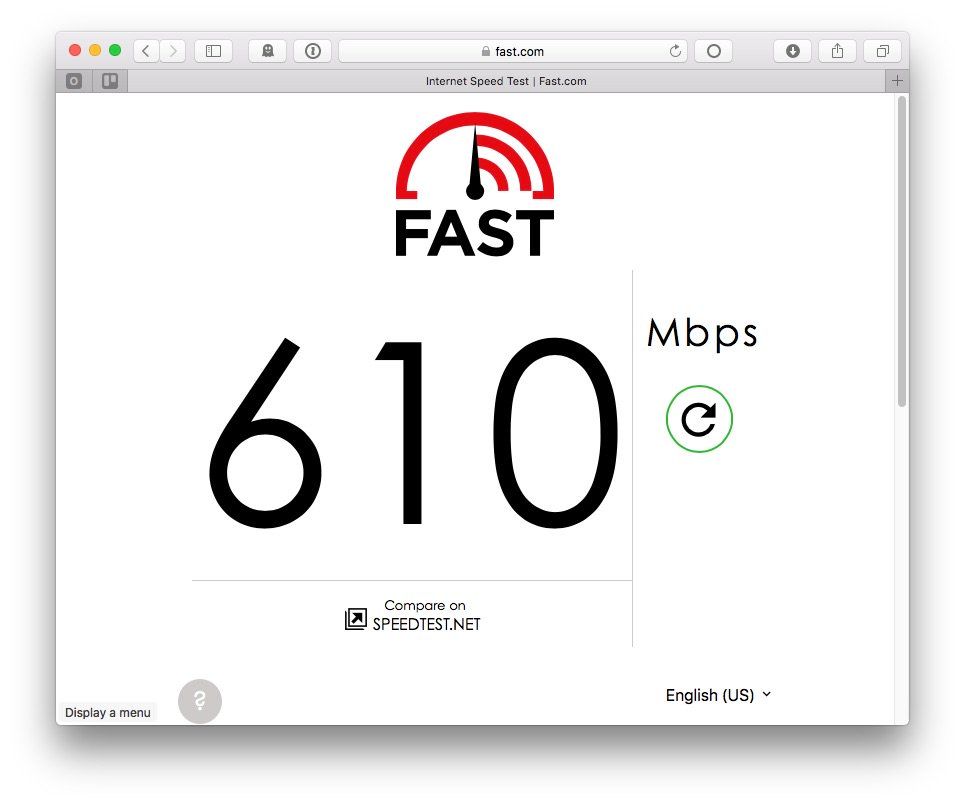 fast.com
Internet Speed Test | Fast.com
FAST
610
Mbps
Compare on
SPEEDTEST.NET
English (US)
?
Display a menu